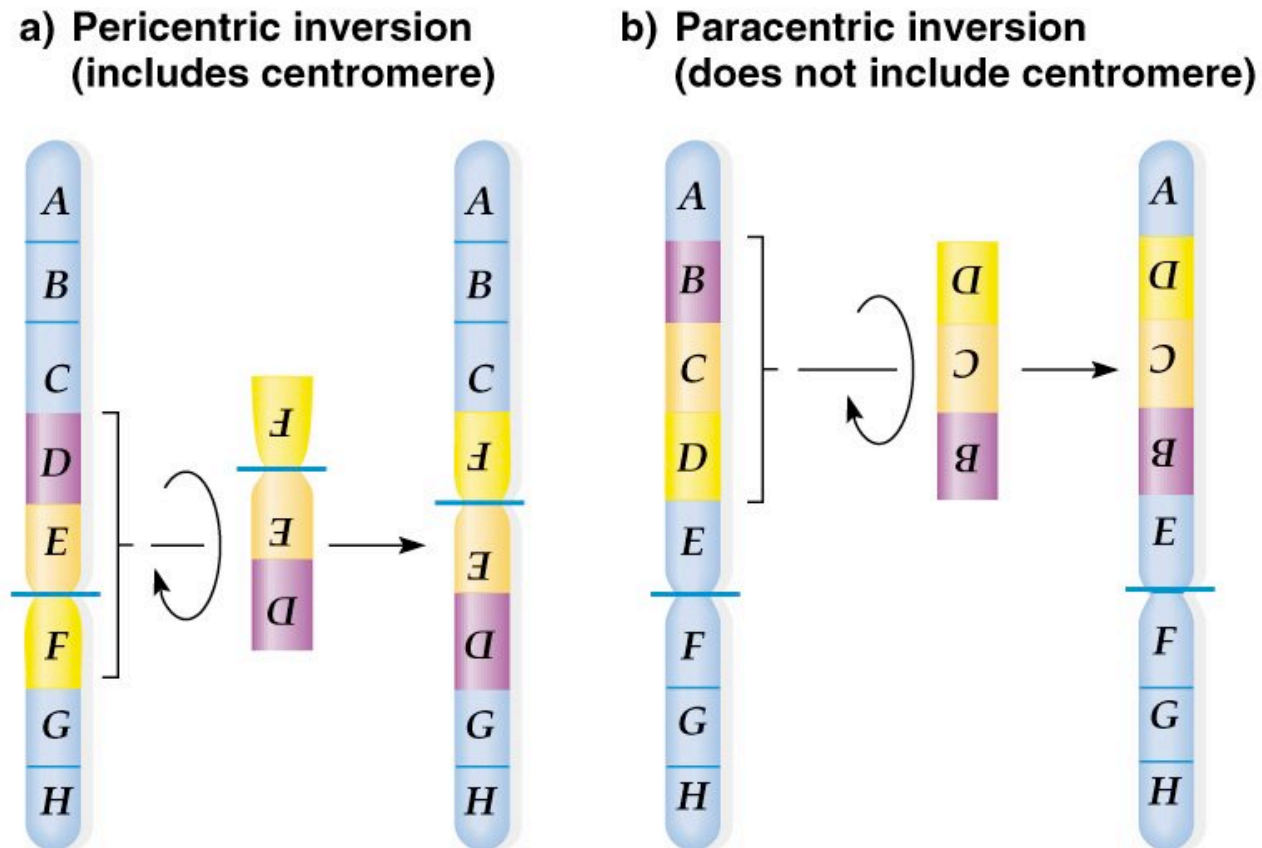 a) Pericentric inversion
(includes centromere)
A
B
C
D
E
F
G
H
F
E
D
A
B
C
F
E
D
G
H
b) Paracentric inversion
(does not include centromere)
A
B
C
D
E
F
G
H
D
C
B
A
D
C
B
E
F
G
H